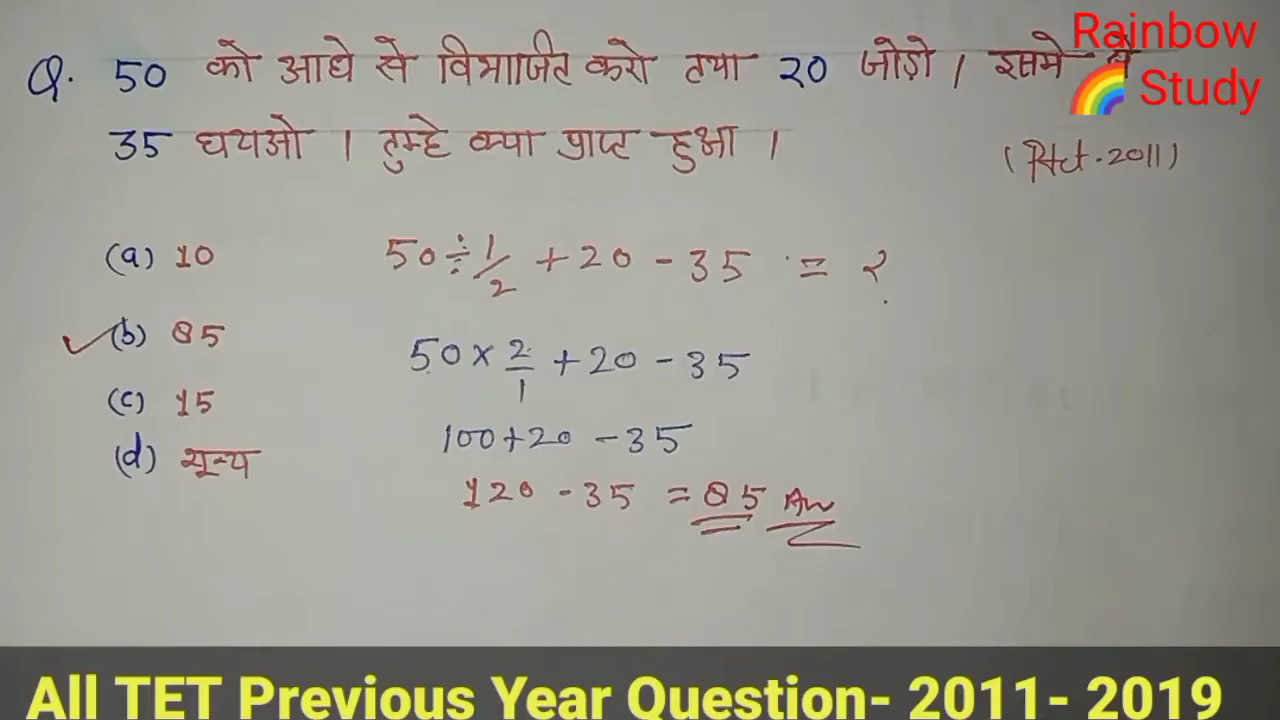 Q. 50 को आधे से विभाजित करो तथा 20 जोड़ो । इसमे से
35 घटाओ । तुम्हे क्या प्राप्त हुआ ।
Rainbow
🌈 Study
(Ptet-2011)
(a) 10
50 ÷ 1/2 + 20 - 35 = ?
(b) 85
50 × 2/1 + 20 - 35
(c) 15
100 + 20 - 35
(d) शून्य
120 - 35 = 85 Ans
All TET Previous Year Question- 2011- 2019